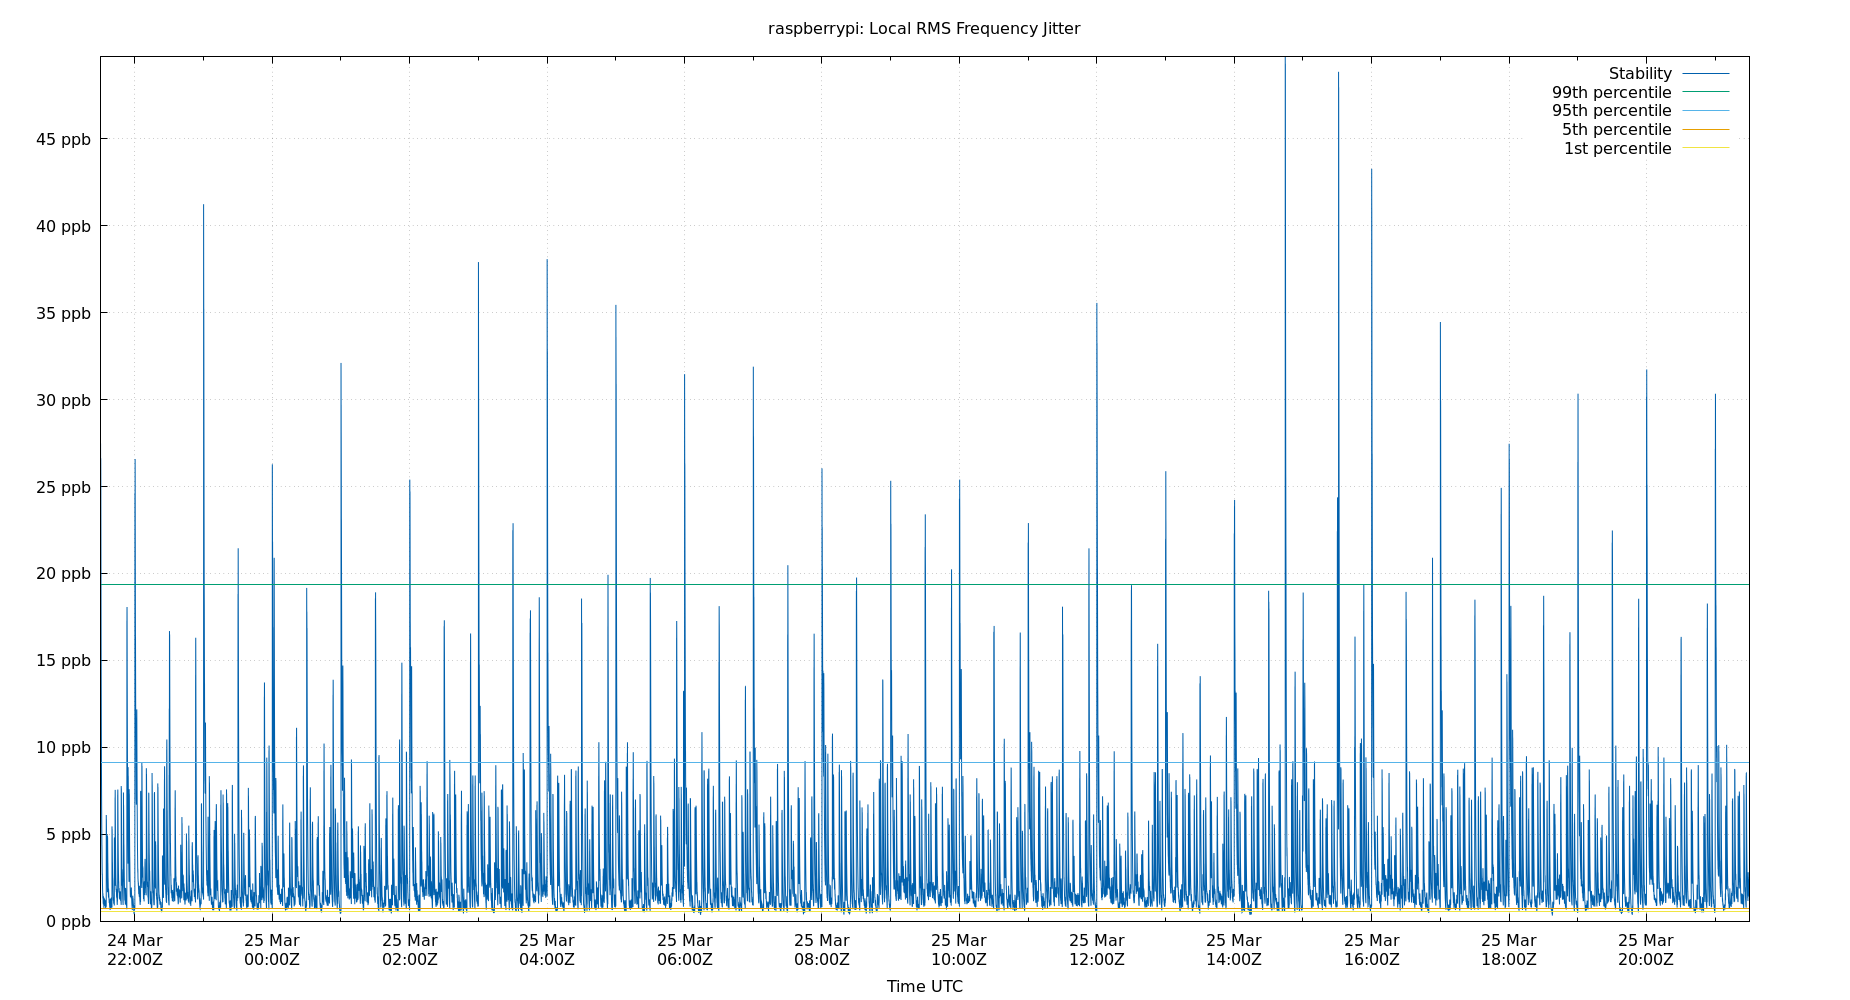 raspberrypi: Local RMS Frequency Jitter
Stability
99th percentile
95th percentile
5th percentile
1st percentile
45 ppb
40 ppb
35 ppb
30 ppb
25 ppb
20 ppb
15 ppb
10 ppb
5 ppb
0 ppb
24 Mar 25 Mar 25 Mar 25 Mar 25 Mar 25 Mar 25 Mar 25 Mar 25 Mar 25 Mar 25 Mar 25 Mar
22:00Z 00:00Z 02:00Z 04:00Z 06:00Z 08:00Z 10:00Z 12:00Z 14:00Z 16:00Z 18:00Z 20:00Z
Time UTC